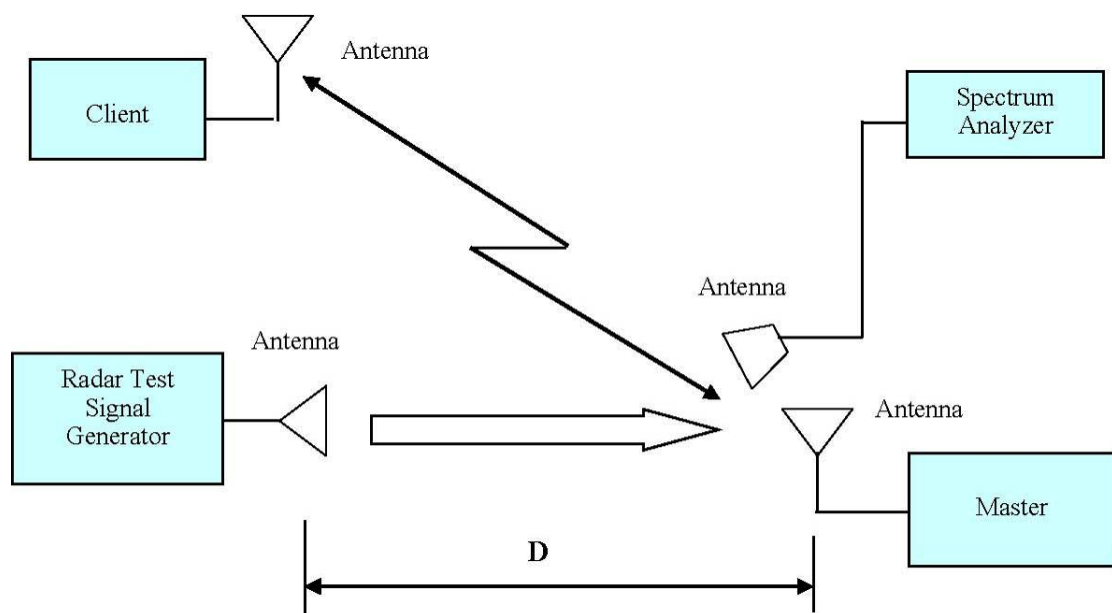 Antenna
Client
Spectrum
Analyzer
Antenna
Antenna
Radar Test
Signal
Generator
Antenna
Master
D